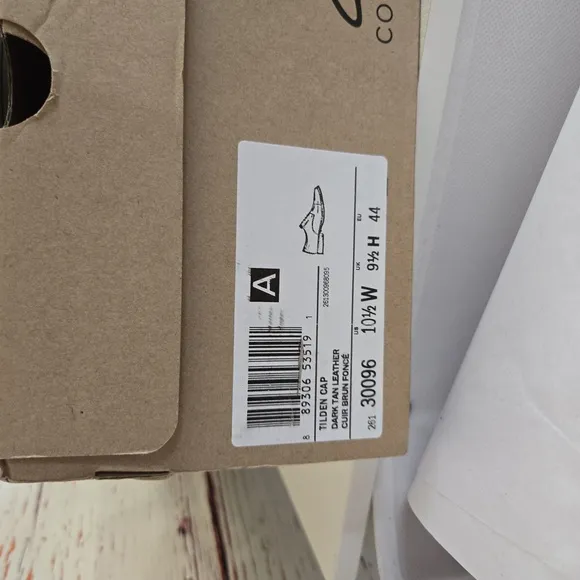 CO
A
8 89306 53519 1
261300968095
TILDEN CAP
DARK TAN LEATHER
CUIR BRUN FONCÉ
US UK EU
261 30096 10½ W 9½ H 44